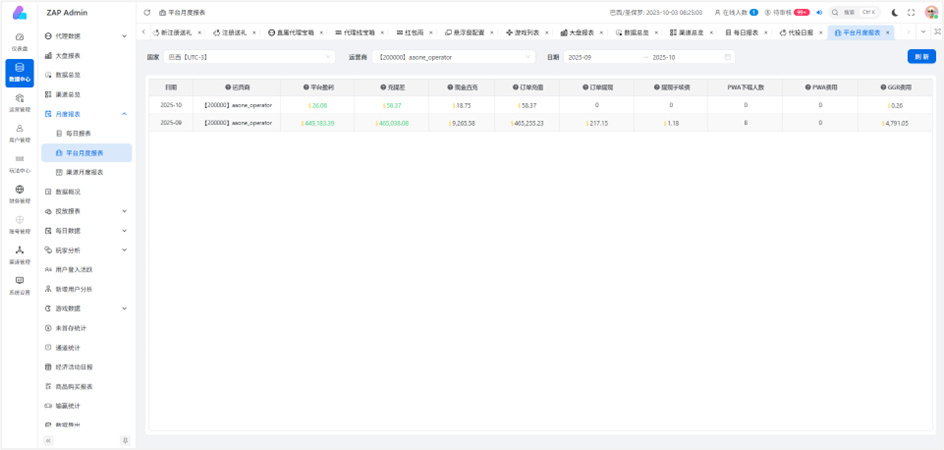 ZAP Admin
平台月度报表
巴西/圣保罗: 2025-10-03 08:25:03
在线人数 1
待审核 99+
搜索 Ctrl K
仪表盘
数据中心
运营管理
用户管理
玩法中心
财务管理
账号管理
渠道管理
系统设置
代理数据
大盘报表
数据总览
渠道总览
月度报表
每日报表
平台月度报表
渠道月度报表
数据概况
投放报表
每日数据
玩家分析
用户登入活跃
新增用户分析
游戏数据
未首存统计
通道统计
经济活动日报
商品购买报表
输赢统计
数据导出
新注册送礼 × 注册送礼 × 直属代理宝箱 × 代理线宝箱 × 红包雨 × 悬浮窗配置 × 游戏列表 × 大盘报表 × 数据总览 × 渠道总览 × 每日报表 × 代投日报 × 平台月度报表 ×
国家 巴西【UTC-3】 运营商 【200000】aaone_operator 日期 2025-09 → 2025-10 刷新
日期 运营商 平台盈利 充提差 现金占充 订单充值 订单提现 提现手续费 PWA下载人数 PWA费用 GGR费用
2025-10 【200000】aaone_operator $26.08 $58.37 $18.75 $58.37 0 0 0 0 $0.26
2025-09 【200000】aaone_operator $449,183.39 $465,038.08 $9,265.58 $465,255.23 $217.15 $1.18 8 0 $4,791.05